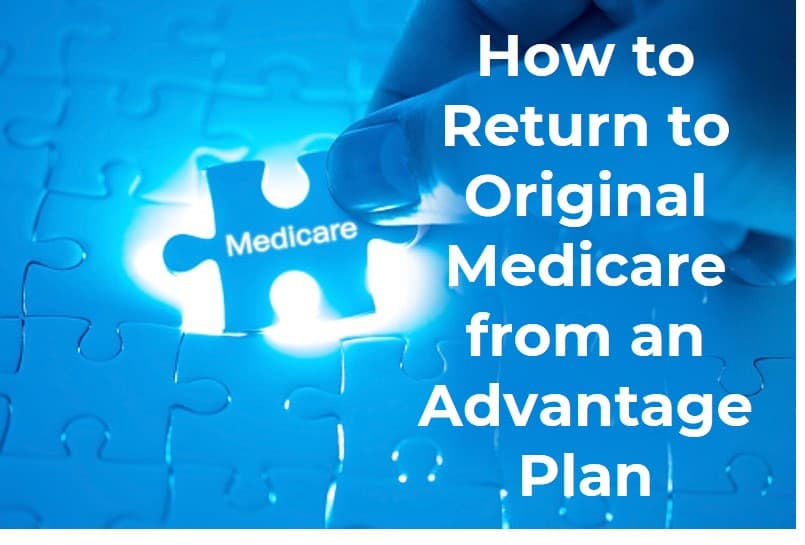 Medicare
How to
Return to
Original
Medicare
from an
Advantage
Plan